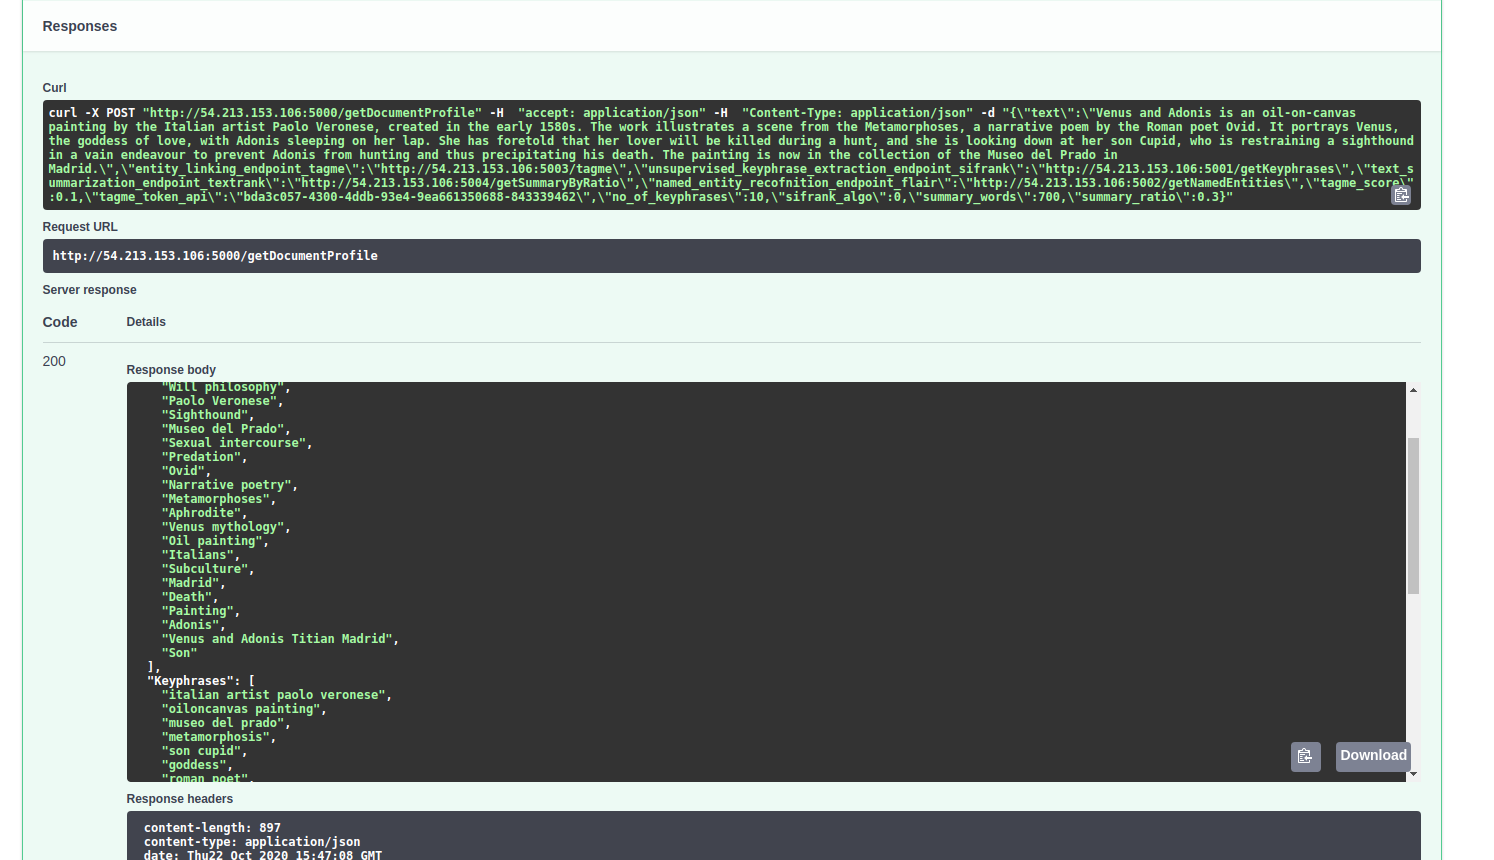 Responses
Curl
curl -X POST "http://54.213.153.106:5000/getDocumentProfile" -H  "accept: application/json" -H  "Content-Type: application/json" -d "{\"text\":\"Venus and Adonis is an oil-on-canvas
painting by the Italian artist Paolo Veronese, created in the early 1580s. The work illustrates a scene from the Metamorphoses, a narrative poem by the Roman poet Ovid. It portrays Venus,
the goddess of love, with Adonis sleeping on her lap. She has foretold that her lover will be killed during a hunt, and she is looking down at her son Cupid, who is restraining a sighthound
in a vain endeavour to prevent Adonis from hunting and thus precipitating his death. The painting is now in the collection of the Museo del Prado in
Madrid.\",\"entity_linking_endpoint_tagme\":\"http://54.213.153.106:5003/tagme\",\"unsupervised_keyphrase_extraction_endpoint_sifrank\":\"http://54.213.153.106:5001/getKeyphrases\",\"text_s
ummarization_endpoint_textrank\":\"http://54.213.153.106:5004/getSummaryByRatio\",\"named_entity_recofnition_endpoint_flair\":\"http://54.213.153.106:5002/getNamedEntities\",\"tagme_score\"
:0.1,\"tagme_token_api\":\"bda3c057-4300-4ddb-93e4-9ea661350688-843339462\",\"no_of_keyphrases\":10,\"sifrank_algo\":0,\"summary_words\":700,\"summary_ratio\":0.3}"
Request URL
http://54.213.153.106:5000/getDocumentProfile
Server response
Code Details
200
Response body
"Will philosophy",
"Paolo Veronese",
"Sighthound",
"Museo del Prado",
"Sexual intercourse",
"Predation",
"Ovid",
"Narrative poetry",
"Metamorphoses",
"Aphrodite",
"Venus mythology",
"Oil painting",
"Italians",
"Subculture",
"Madrid",
"Death",
"Painting",
"Adonis",
"Venus and Adonis Titian Madrid",
"Son"
],
"Keyphrases": [
"italian artist paolo veronese",
"oiloncanvas painting",
"museo del prado",
"metamorphosis",
"son cupid",
"goddess",
"roman poet",
Download
Response headers
content-length: 897
content-type: application/json
date: Thu22 Oct 2020 15:47:08 GMT